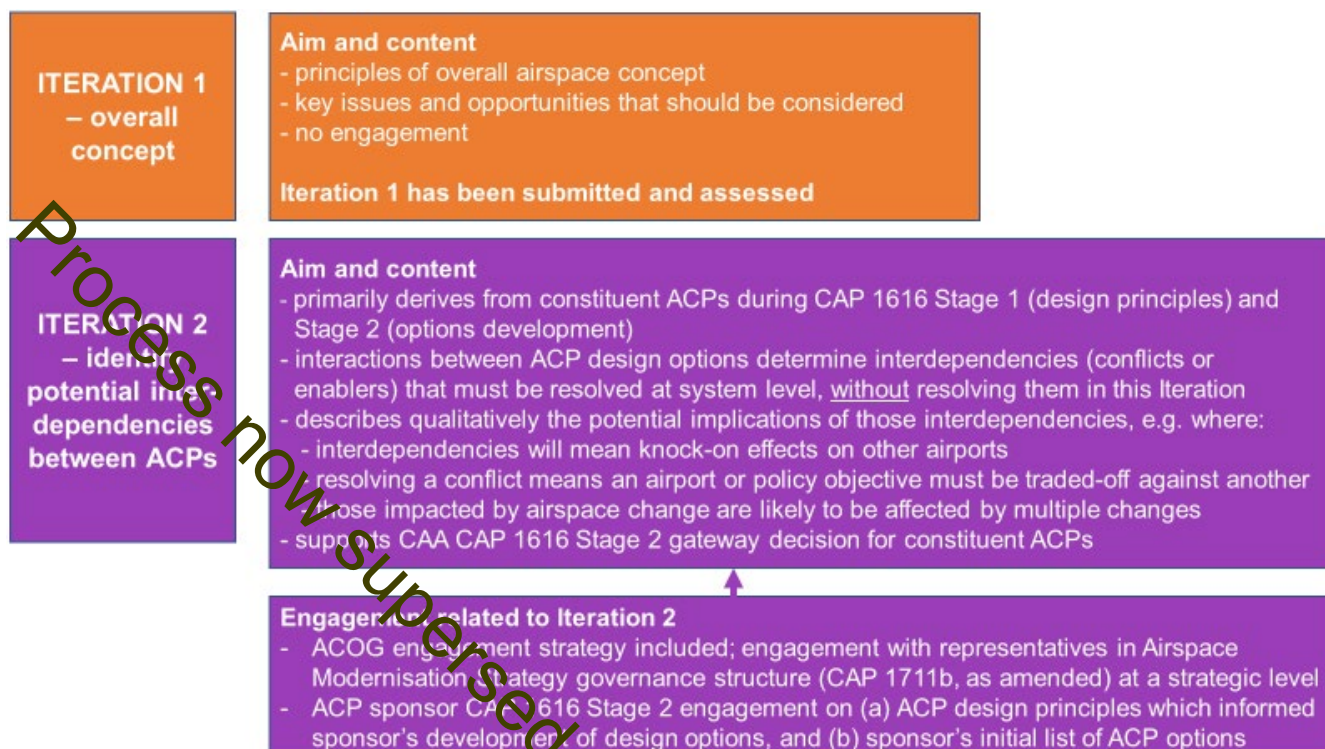 ITERATION 1
– overall
concept
Aim and content
- principles of overall airspace concept
- key issues and opportunities that should be considered
- no engagement
Iteration 1 has been submitted and assessed
ITERATION 2
– identify
potential inter-
dependencies
between ACPs
Aim and content
- primarily derives from constituent ACPs during CAP 1616 Stage 1 (design principles) and
Stage 2 (options development)
- interactions between ACP design options determine interdependencies (conflicts or
enablers) that must be resolved at system level, without resolving them in this Iteration
- describes qualitatively the potential implications of those interdependencies, e.g. where:
- interdependencies will mean knock-on effects on other airports
- resolving a conflict means an airport or policy objective must be traded-off against another
- those impacted by airspace change are likely to be affected by multiple changes
- supports CAA CAP 1616 Stage 2 gateway decision for constituent ACPs
Engagement related to Iteration 2
- ACOG engagement strategy included; engagement with representatives in Airspace
Modernisation Strategy governance structure (CAP 1711b, as amended) at a strategic level
- ACP sponsor CAP 1616 Stage 2 engagement on (a) ACP design principles which informed
sponsor's development of design options, and (b) sponsor's initial list of ACP options
Process now supersed